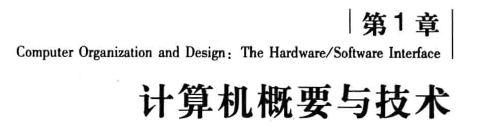 第1章
Computer Organization and Design: The Hardware/Software Interface
计算机概要与技术